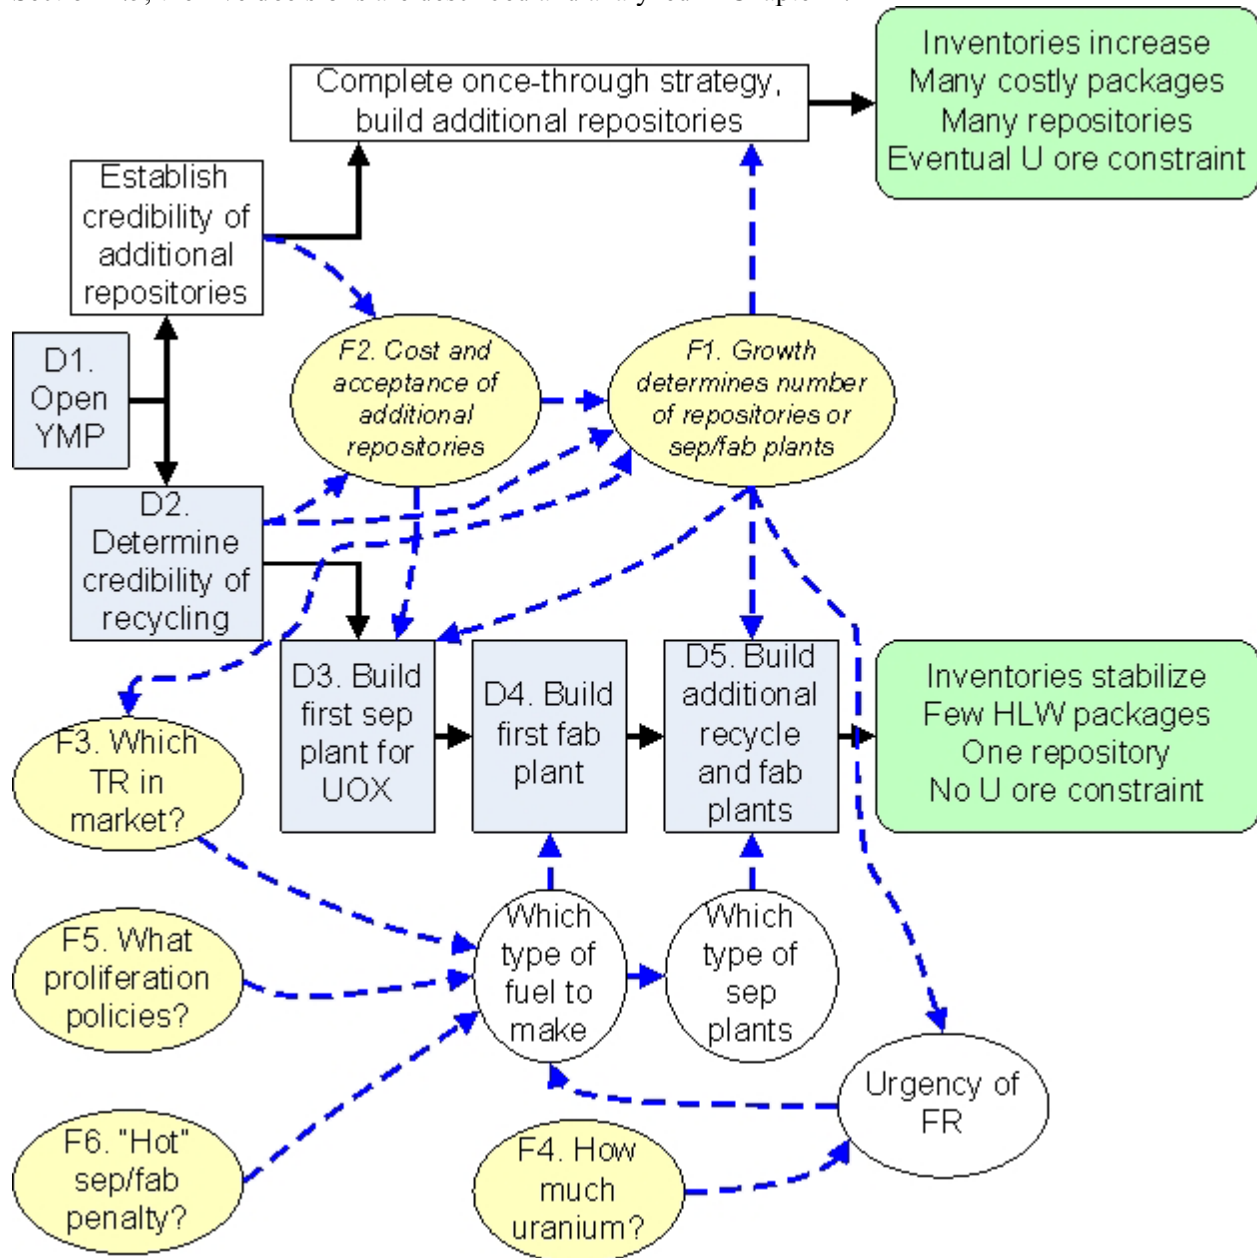 Complete once-through strategy,
build additional repositories
Inventories increase
Many costly packages
Many repositories
Eventual U ore constraint
Establish
credibility of
additional
repositories
D1.
Open
YMP
F2. Cost and
acceptance of
additional
repositories
F1. Growth
determines number
of repositories or
sep/fab plants
D2.
Determine
credibility of
recycling
D3. Build
first sep
plant for
UOX
D4. Build
first fab
plant
D5. Build
additional
recycle
and fab
plants
Inventories stabilize
Few HLW packages
One repository
No U ore constraint
F3. Which
TR in
market?
F5. What
proliferation
policies?
Which
type of
fuel to
make
Which
type of
sep
plants
Urgency of
FR
F6. "Hot"
sep/fab
penalty?
F4. How
much
uranium?